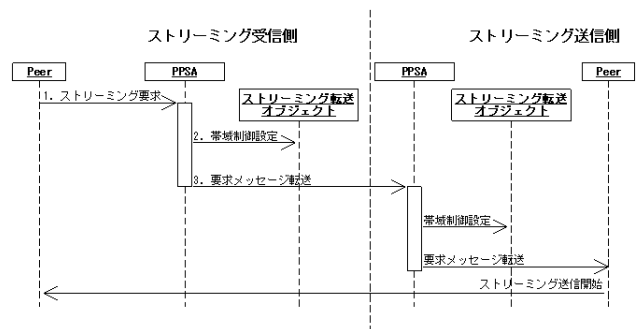 ストリーミング受信側
ストリーミング送信側
Peer
PPSA
PPSA
Peer
ストリーミング転送
オブジェクト
ストリーミング転送
オブジェクト
1. ストリーミング要求
2. 帯域制御設定
3. 要求メッセージ転送
帯域制御設定
要求メッセージ転送
ストリーミング送信開始